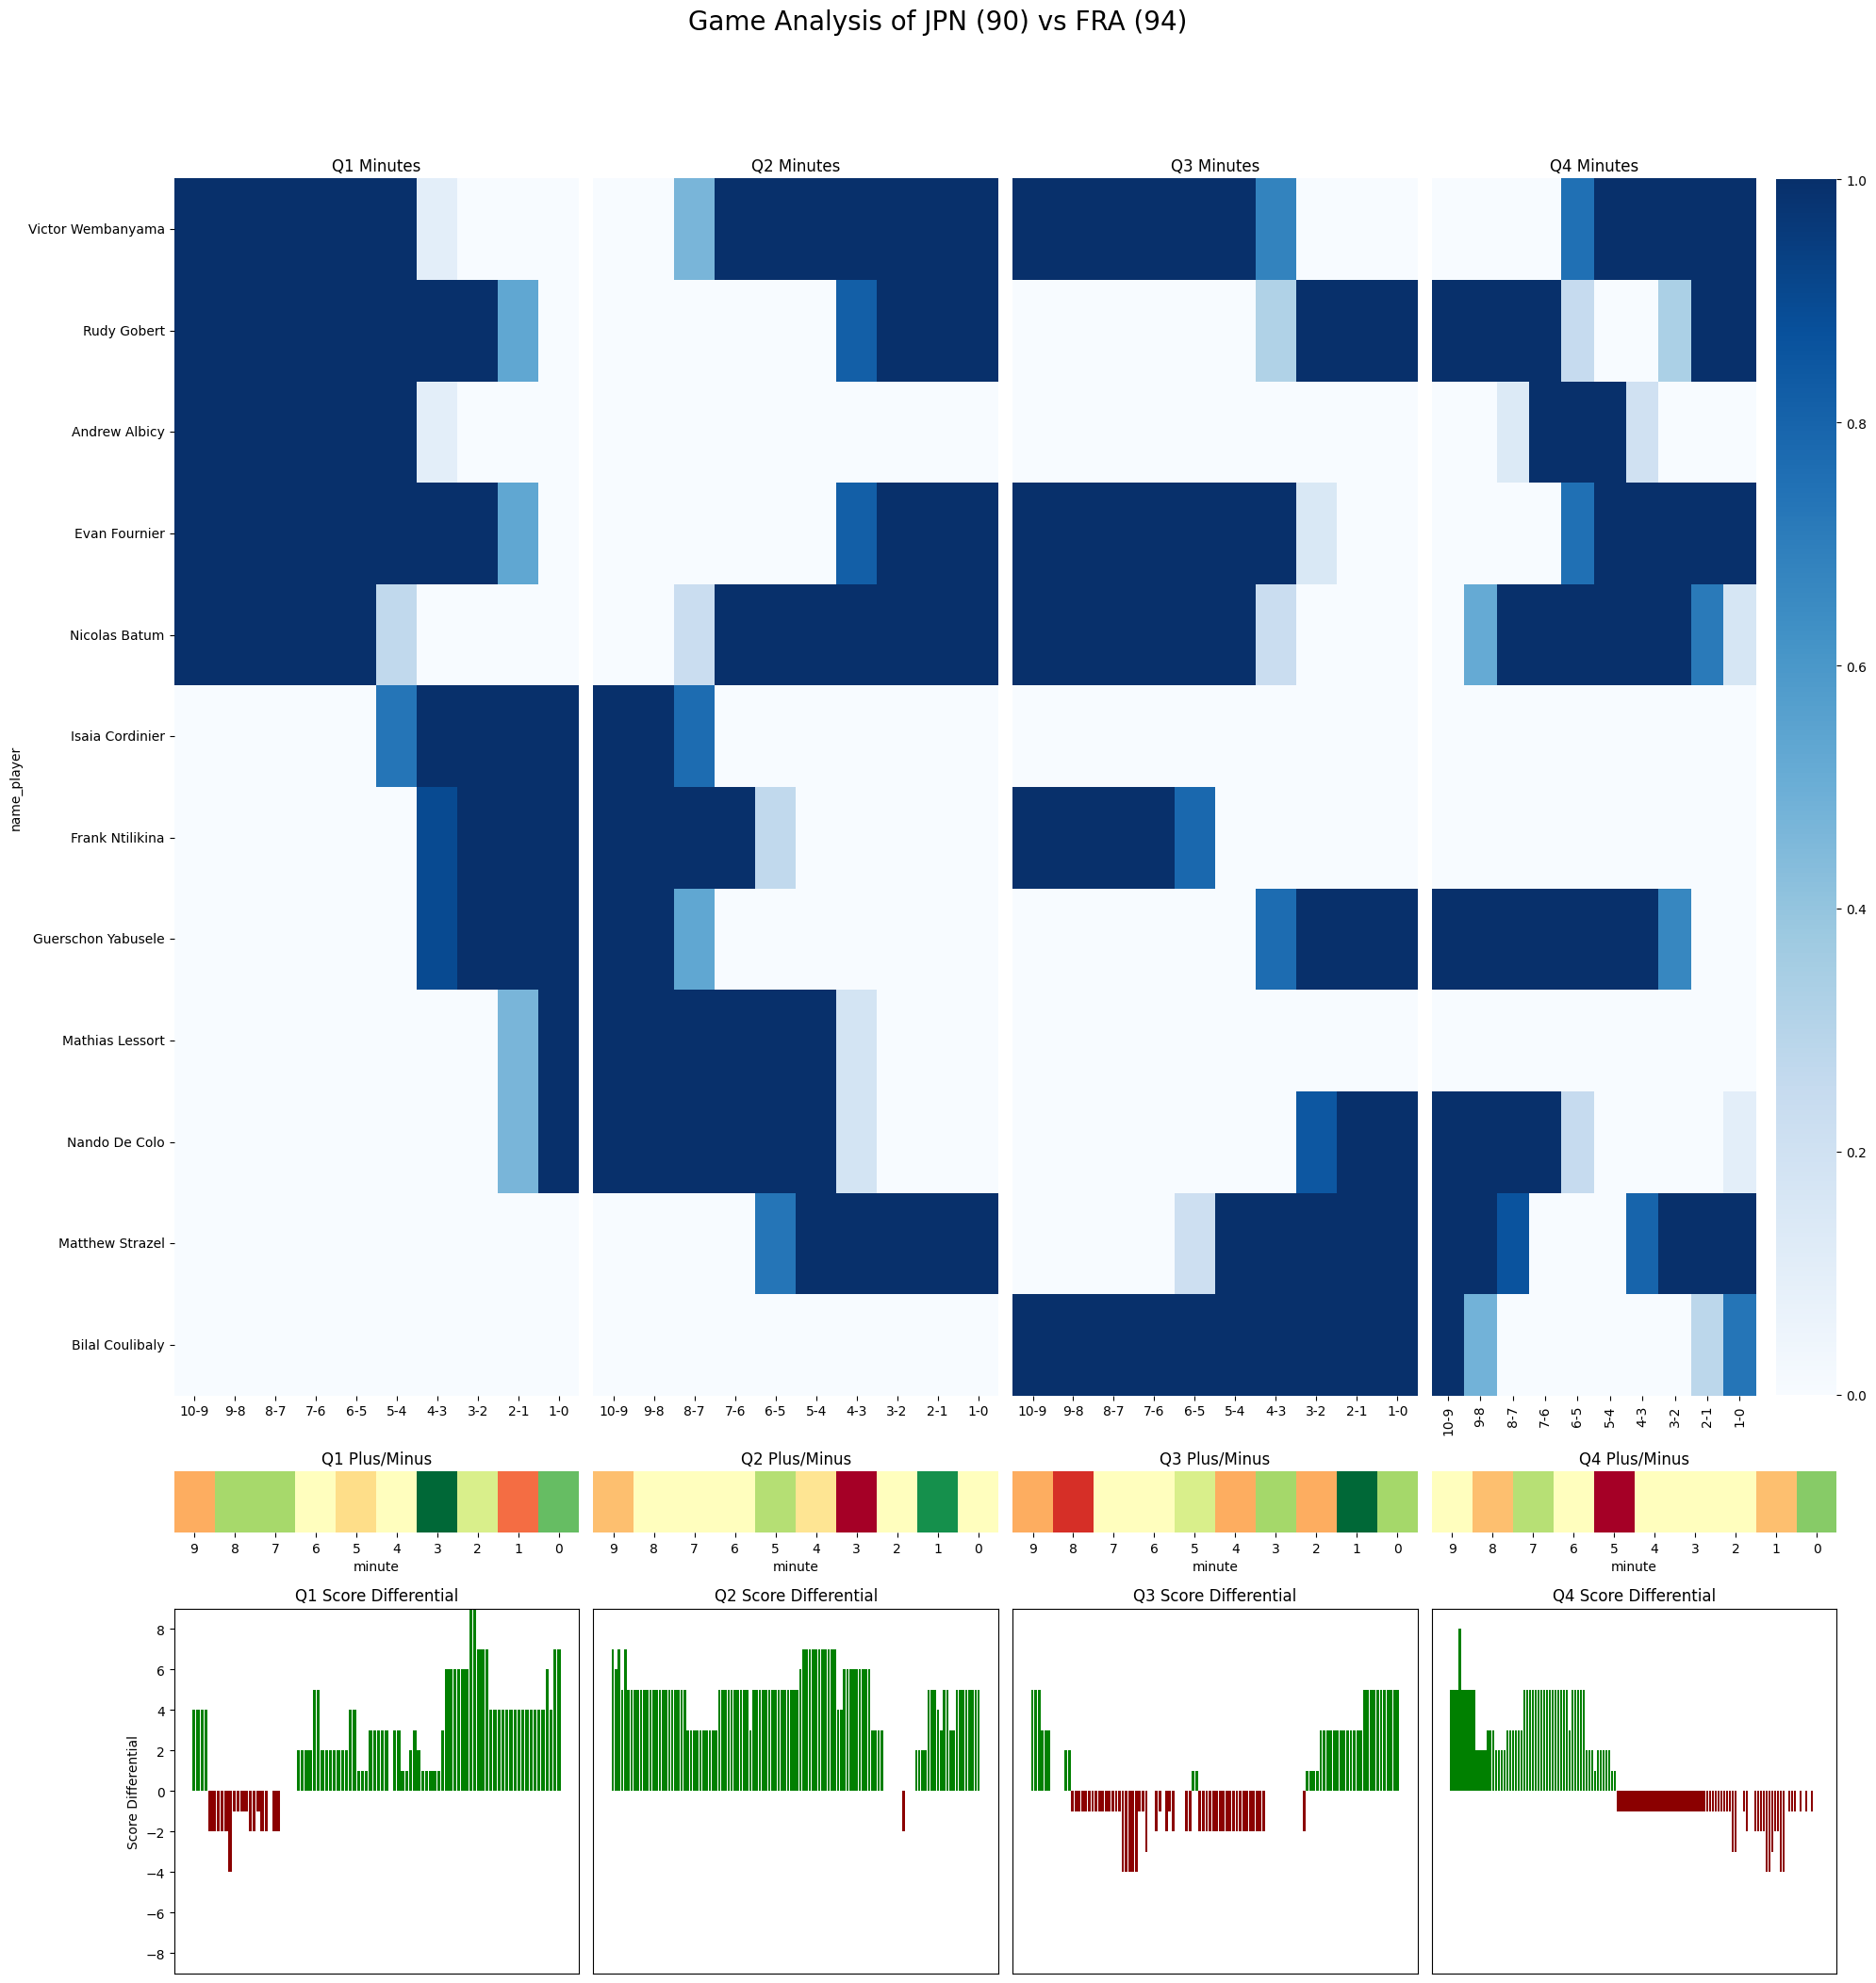 Game Analysis of JPN (90) vs FRA (94)
Q1 Minutes Q2 Minutes Q3 Minutes Q4 Minutes
name_player
Victor Wembanyama
Rudy Gobert
Andrew Albicy
Evan Fournier
Nicolas Batum
Isaia Cordinier
Frank Ntilikina
Guerschon Yabusele
Mathias Lessort
Nando De Colo
Matthew Strazel
Bilal Coulibaly
1.0
0.8
0.6
0.4
0.2
0.0
10-9 9-8 8-7 7-6 6-5 5-4 4-3 3-2 2-1 1-0 10-9 9-8 8-7 7-6 6-5 5-4 4-3 3-2 2-1 1-0 10-9 9-8 8-7 7-6 6-5 5-4 4-3 3-2 2-1 1-0 10-9 9-8 8-7 7-6 6-5 5-4 4-3 3-2 2-1 1-0
Q1 Plus/Minus Q2 Plus/Minus Q3 Plus/Minus Q4 Plus/Minus
9 8 7 6 5 4 3 2 1 0 9 8 7 6 5 4 3 2 1 0 9 8 7 6 5 4 3 2 1 0 9 8 7 6 5 4 3 2 1 0
minute minute minute minute
Q1 Score Differential Q2 Score Differential Q3 Score Differential Q4 Score Differential
Score Differential
8
6
4
2
0
−2
−4
−6
−8